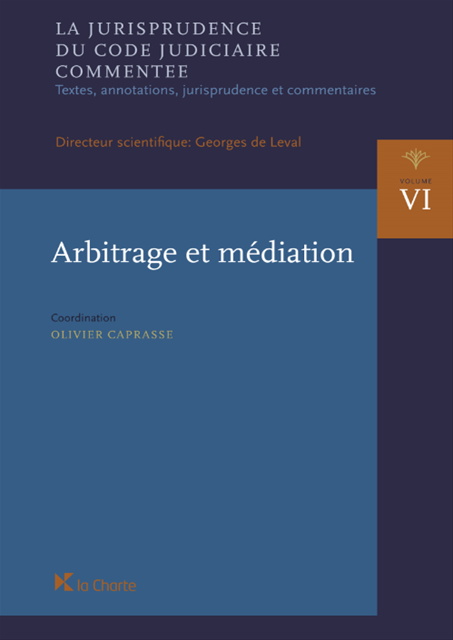 LA JURISPRUDENCE
DU CODE JUDICIAIRE
COMMENTEE
Textes, annotations, jurisprudence et commentaires
Directeur scientifique: Georges de Leval
VOLUME
VI
Arbitrage et médiation
Coordination
OLIVIER CAPRASSE
la Charte